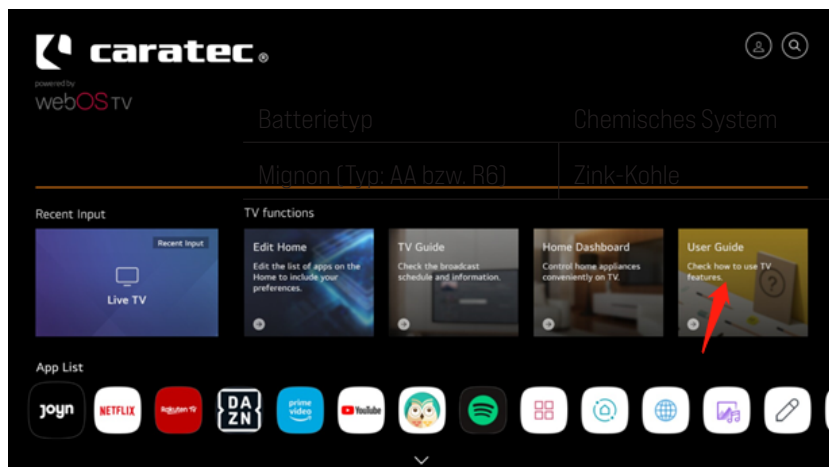 caratec®
powered by
webOS TV
Batterietyp Chemisches System
Mignon (Typ: AA bzw. R6) Zink-Kohle
Recent Input TV functions
Recent Input
Live TV
Edit Home
Edit the list of apps on the
Home to include your
preferences.
TV Guide
Check the broadcast
schedule and information.
Home Dashboard
Control home appliances
conveniently on TV.
User Guide
Check how to use TV
features.
App List
joyn NETFLIX Rakuten TV DAZN prime video YouTube